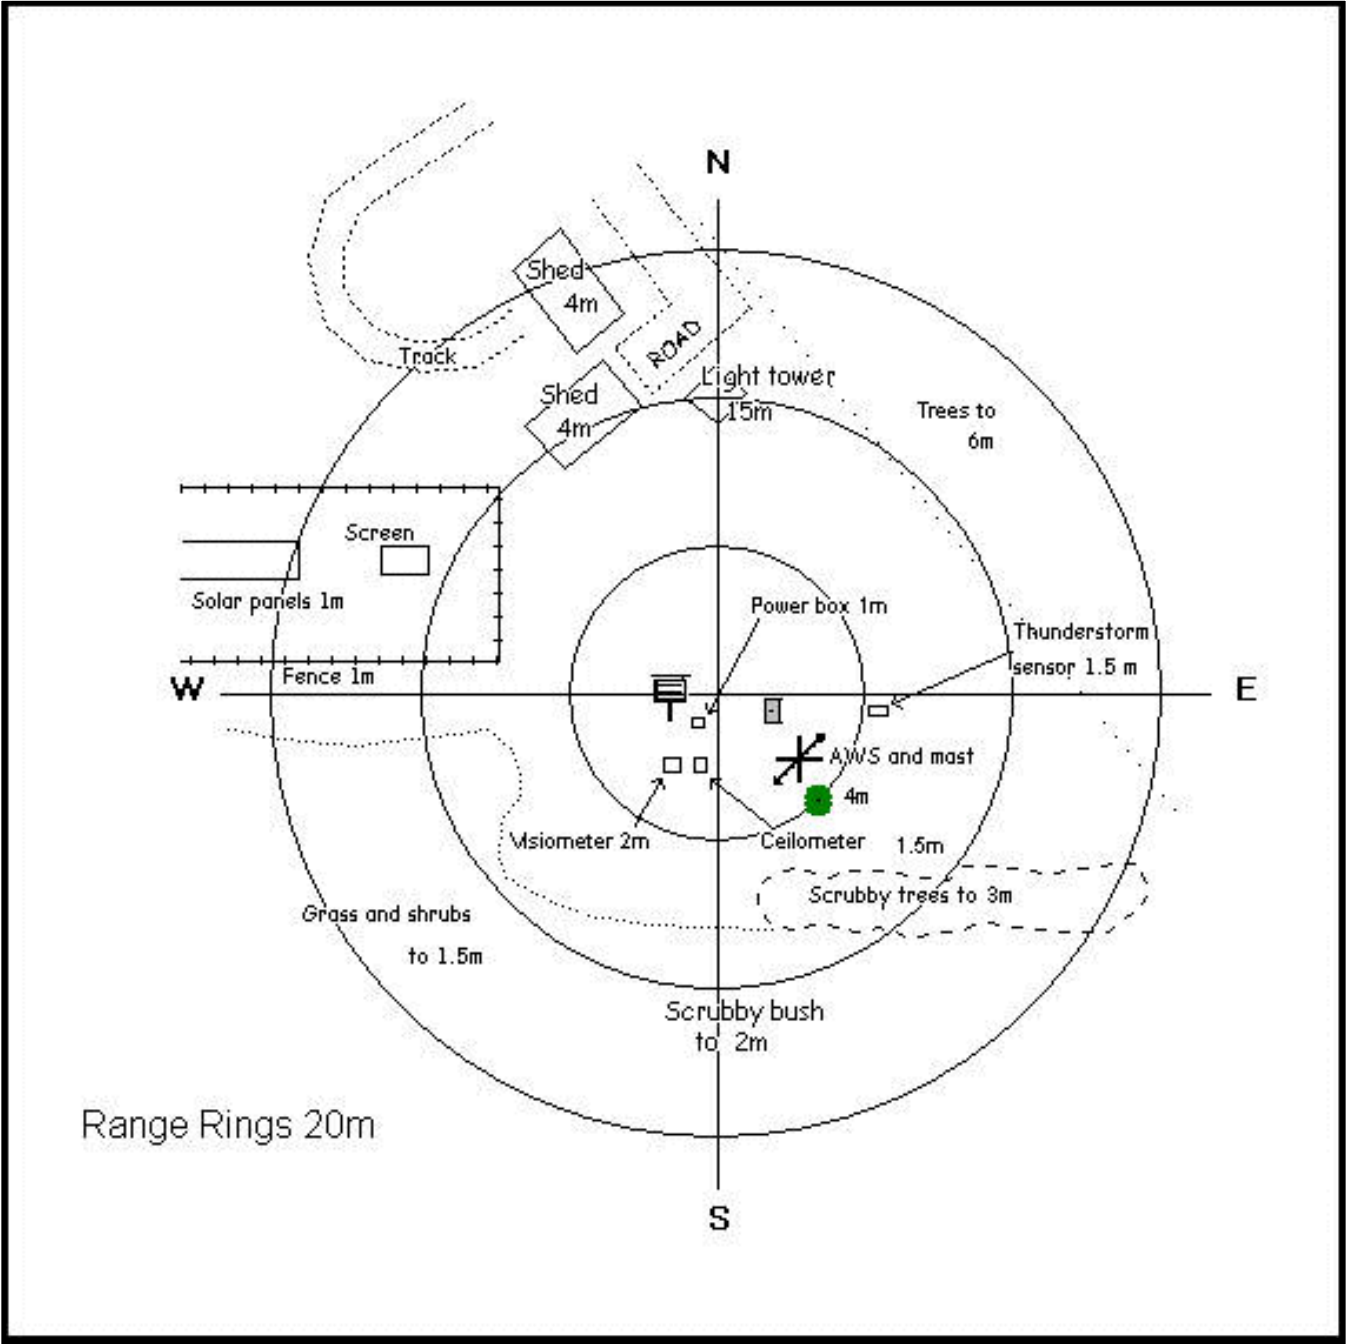 N
Shed
4m
ROAD
Track
Light tower
15m
Shed
4m
Trees to
6m
Screen
Solar panels 1m
Power box 1m
Thunderstorm
sensor 1.5 m
Fence 1m
W
E
AWS and mast
4m
Visiometer 2m
Ceilometer
1.5m
Scrubby trees to 3m
Grass and shrubs
to 1.5m
Scrubby bush
to 2m
Range Rings 20m
S